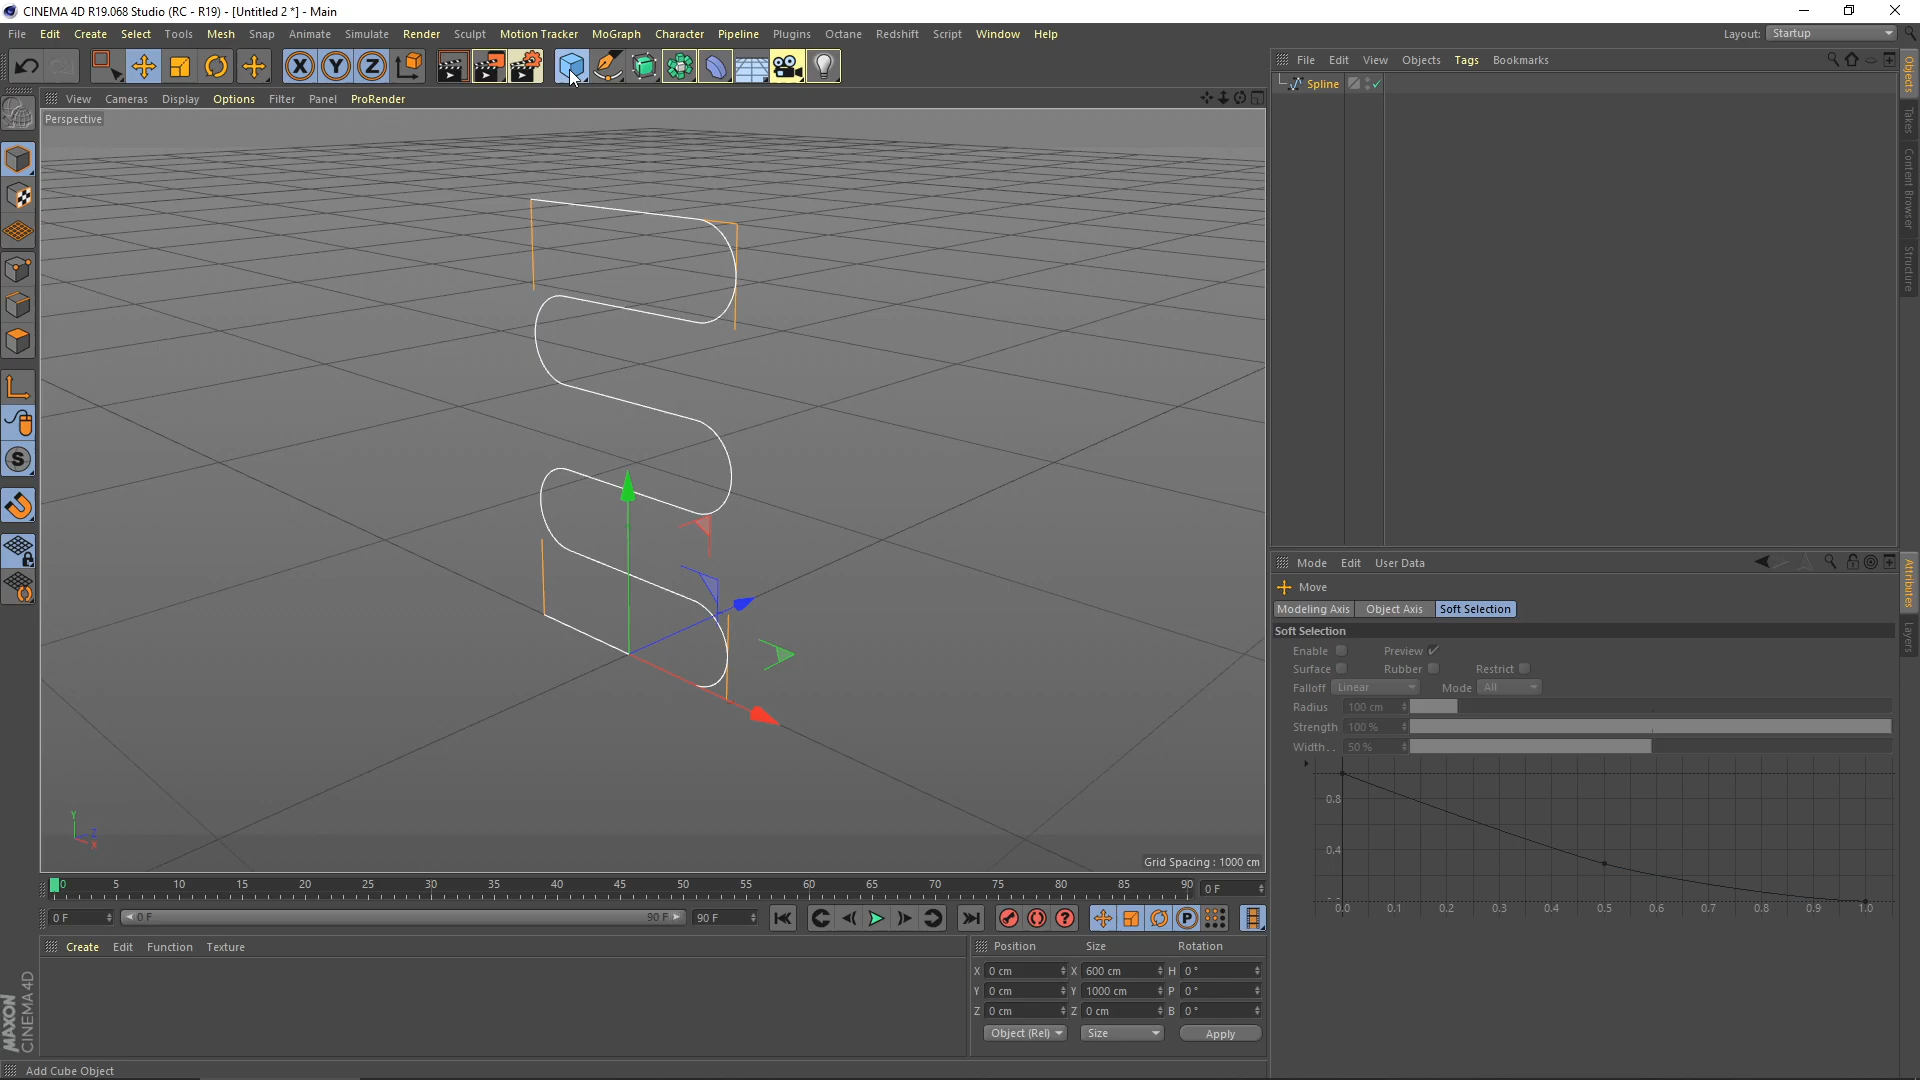 CINEMA 4D R19.068 Studio (RC - R19) - [Untitled 2 *] - Main
File Edit Create Select Tools Mesh Snap Animate Simulate Render Sculpt Motion Tracker MoGraph Character Pipeline Plugins Octane Redshift Script Window Help
Layout: Startup
X Y Z
View Cameras Display Options Filter Panel ProRender
Perspective
Y
Z
X
Grid Spacing : 1000 cm
0 5 10 15 20 25 30 35 40 45 50 55 60 65 70 75 80 85 90
0 F
0 F 0 F 90 F 90 F
Create Edit Function Texture
Position Size Rotation
X 0 cm X 600 cm H 0 °
Y 0 cm Y 1000 cm P 0 °
Z 0 cm Z 0 cm B 0 °
Object (Rel) Size Apply
MAXON
CINEMA 4D
Add Cube Object
File Edit View Objects Tags Bookmarks
Spline
Objects
Takes
Content Browser
Structure
Mode Edit User Data
Move
Modeling Axis Object Axis Soft Selection
Soft Selection
Enable Preview
Surface Rubber Restrict
Falloff Linear Mode All
Radius 100 cm
Strength 100 %
Width . . 50 %
0.8
0.4
0.0 0.1 0.2 0.3 0.4 0.5 0.6 0.7 0.8 0.9 1.0
Attributes
Layers